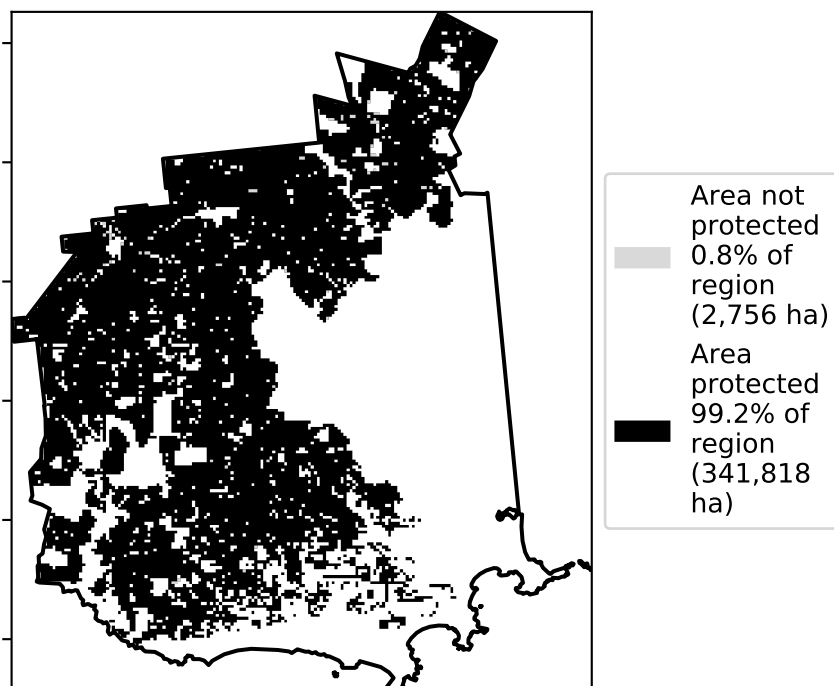 Area not
protected
0.8% of
region
(2,756 ha)
Area
protected
99.2% of
region
(341,818
ha)